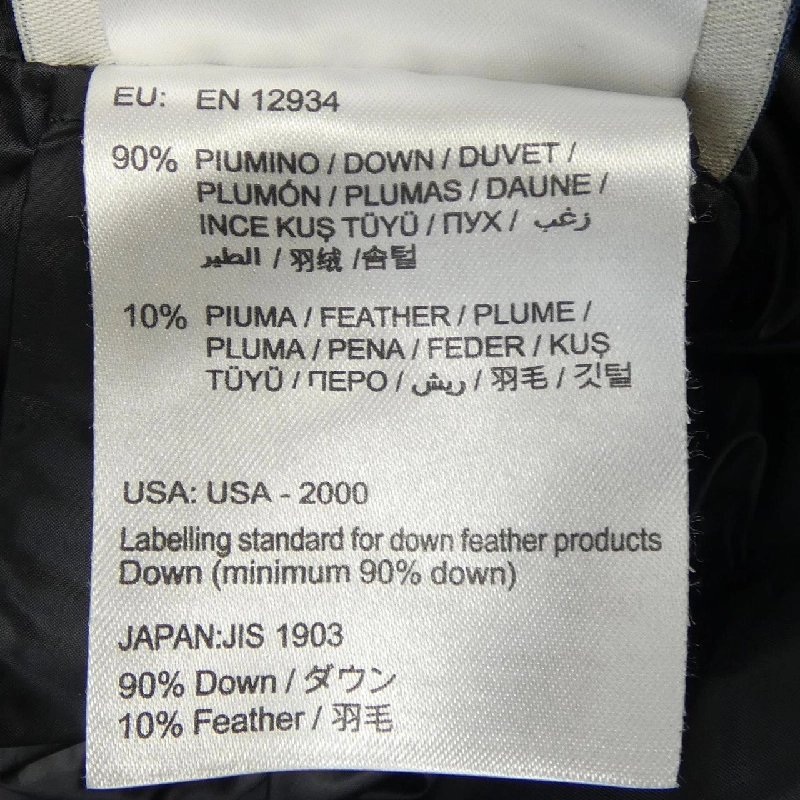 EU: EN 12934
90% PIUMINO / DOWN / DUVET /
PLUMÓN / PLUMAS / DAUNE /
INCE KUŞ TÜYÜ / ПУХ / زغب
الطير / 羽绒 /솜털
10% PIUMA / FEATHER / PLUME /
PLUMA / PENA / FEDER / KUŞ
TÜYÜ / ПЕРО / ريش / 羽毛 / 깃털
USA: USA - 2000
Labelling standard for down feather products
Down (minimum 90% down)
JAPAN:JIS 1903
90% Down / ダウン
10% Feather / 羽毛